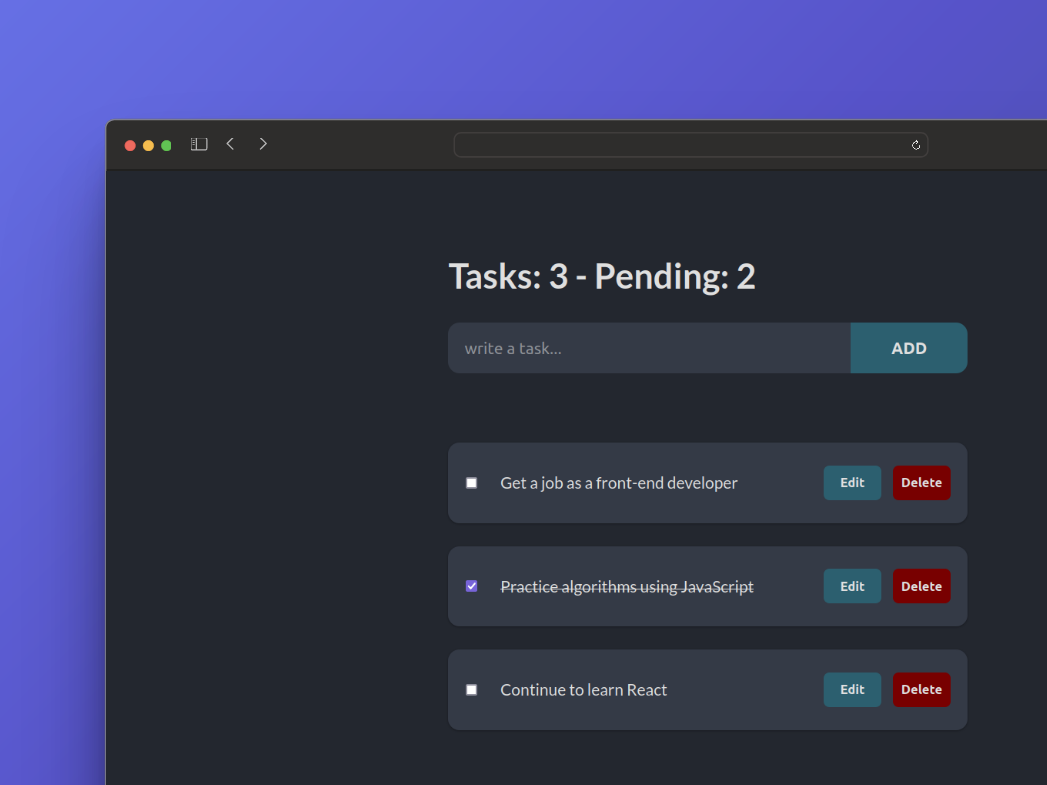 Tasks: 3 - Pending: 2
write a task...
ADD
Get a job as a front-end developer
Edit
Delete
Practice algorithms using JavaScript
Edit
Delete
Continue to learn React
Edit
Delete